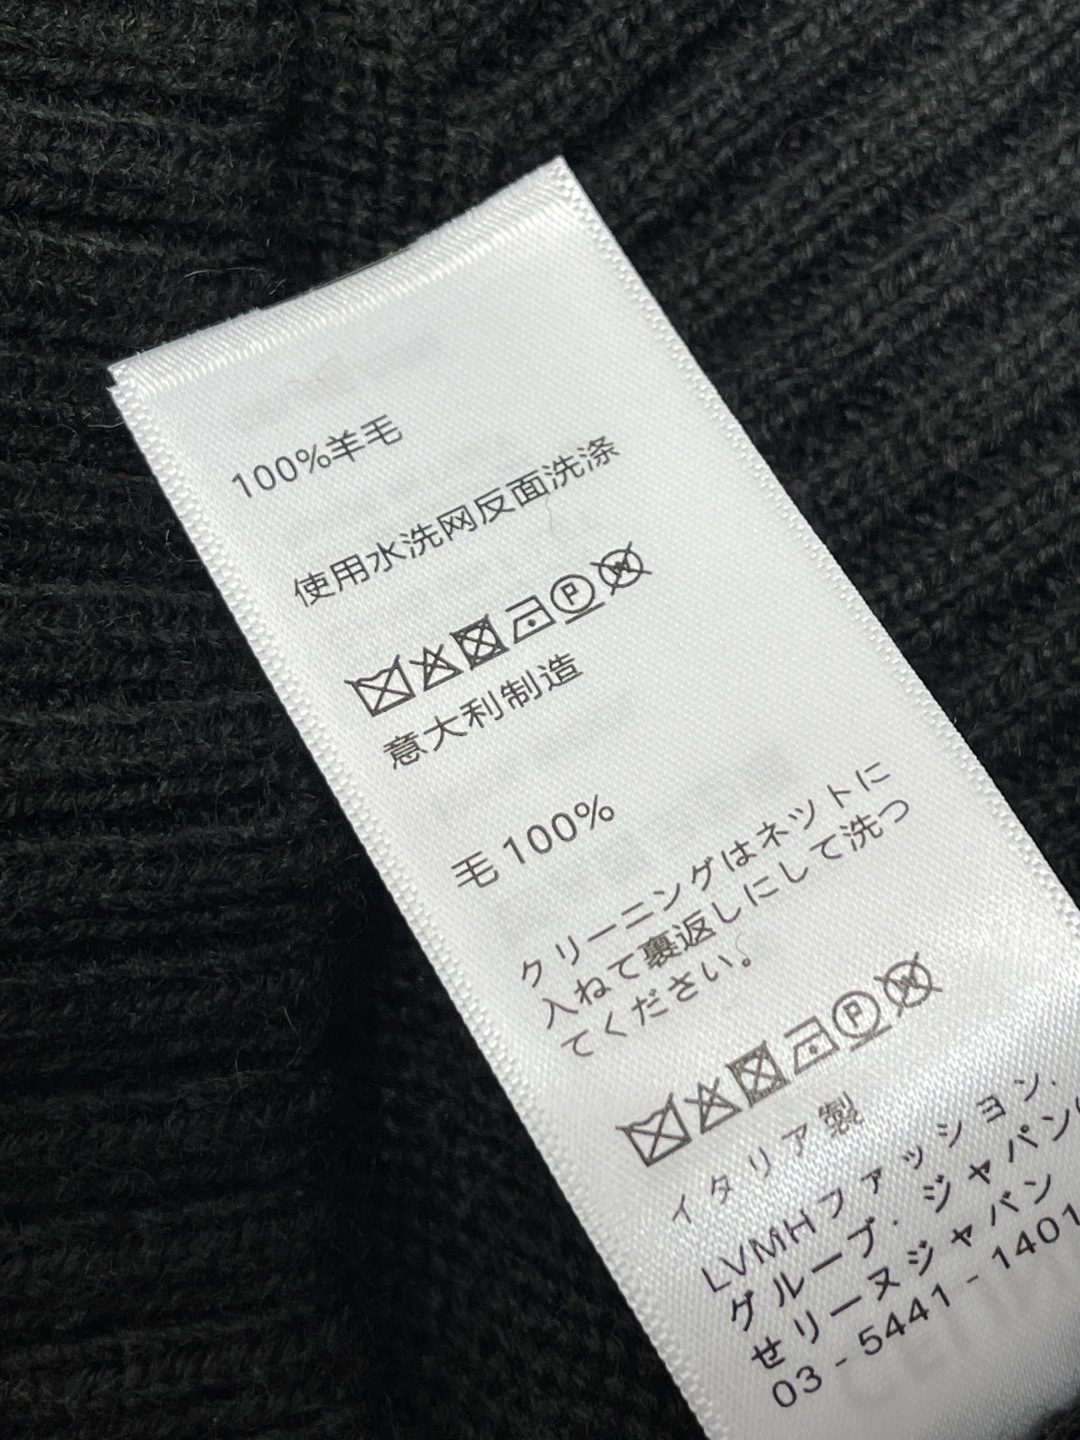 100%羊毛
使用水洗网反面洗涤
P W
意大利制造
毛 100%
クリーニングはネットに
入ねて裏返しにして洗っ
てください。
P W
イタリア製
LVMHファッション.
グループ.ジャパン
せリーヌジャパン
03-5441-1401